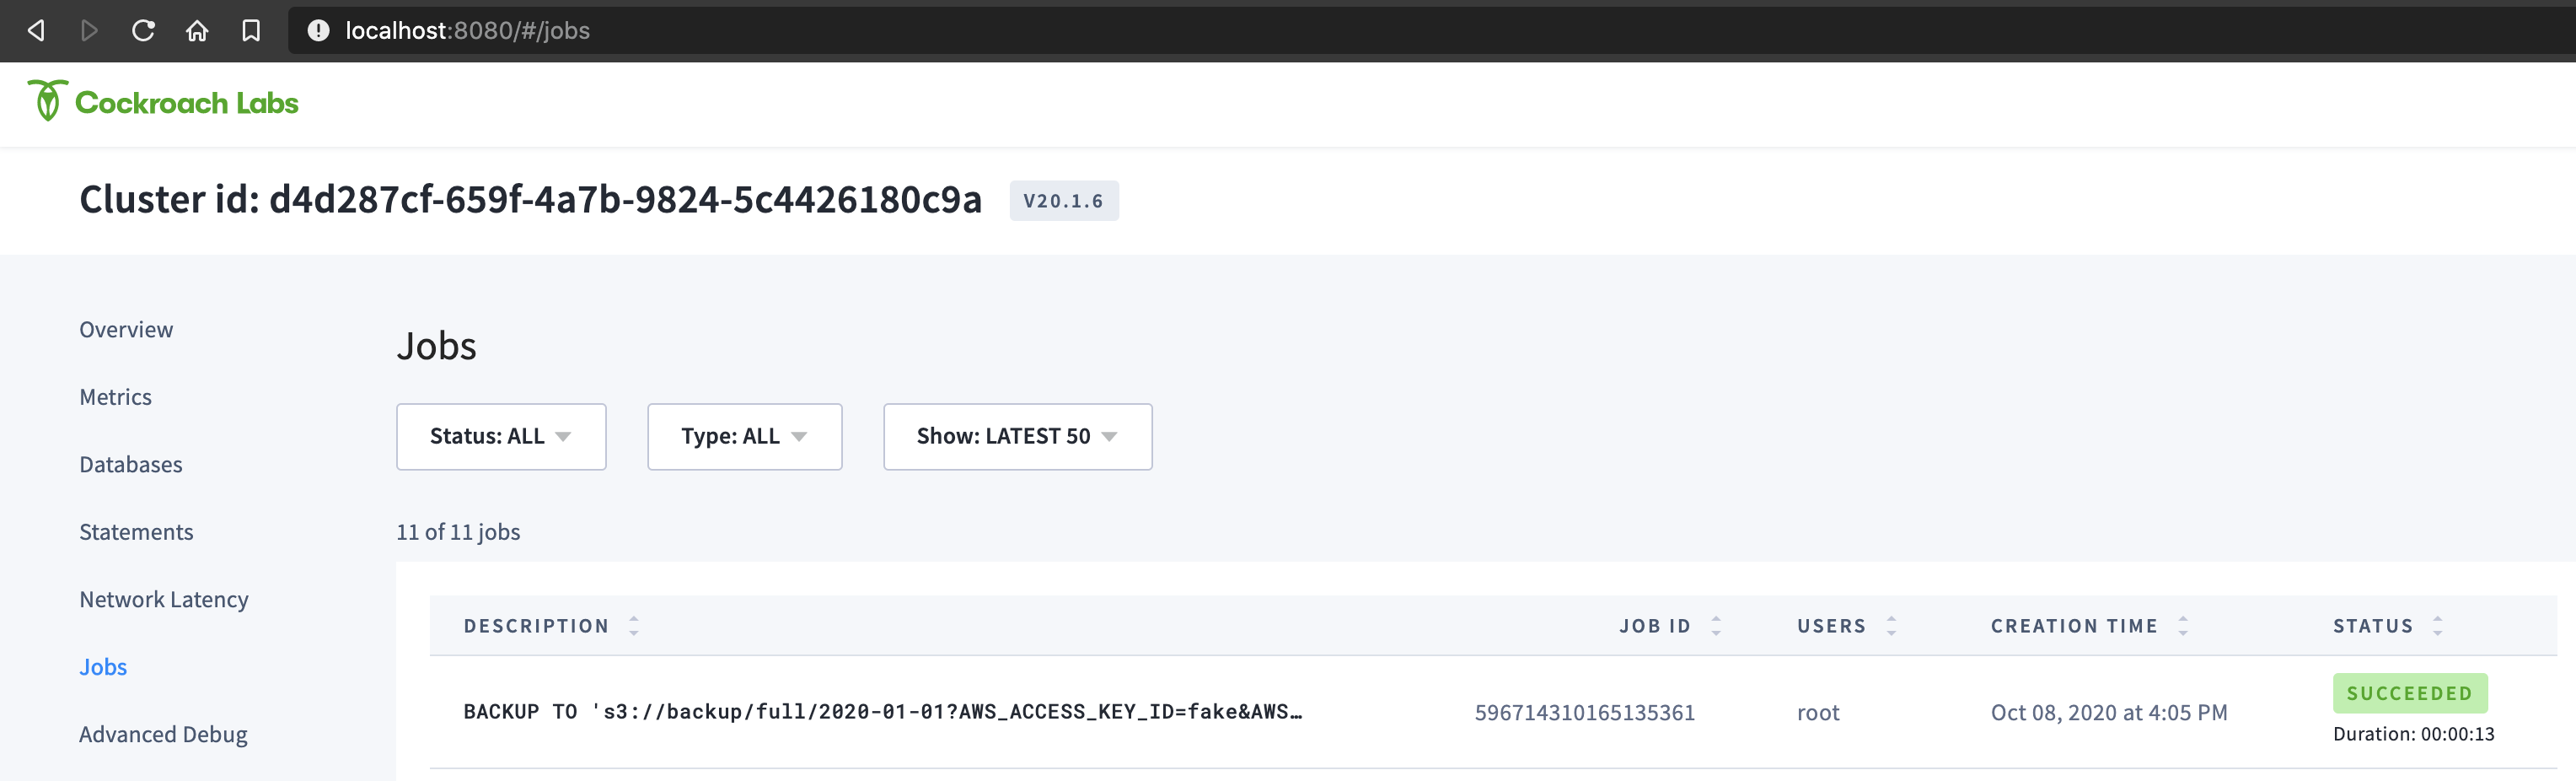 localhost:8080/#/jobs
Cockroach Labs
Cluster id: d4d287cf-659f-4a7b-9824-5c4426180c9a V20.1.6
Overview
Metrics
Databases
Statements
Network Latency
Jobs
Advanced Debug
Jobs
Status: ALL Type: ALL Show: LATEST 50
11 of 11 jobs
DESCRIPTION JOB ID USERS CREATION TIME STATUS
BACKUP TO 's3://backup/full/2020-01-01?AWS_ACCESS_KEY_ID=fake&AWS… 596714310165135361 root Oct 08, 2020 at 4:05 PM SUCCEEDED
Duration: 00:00:13